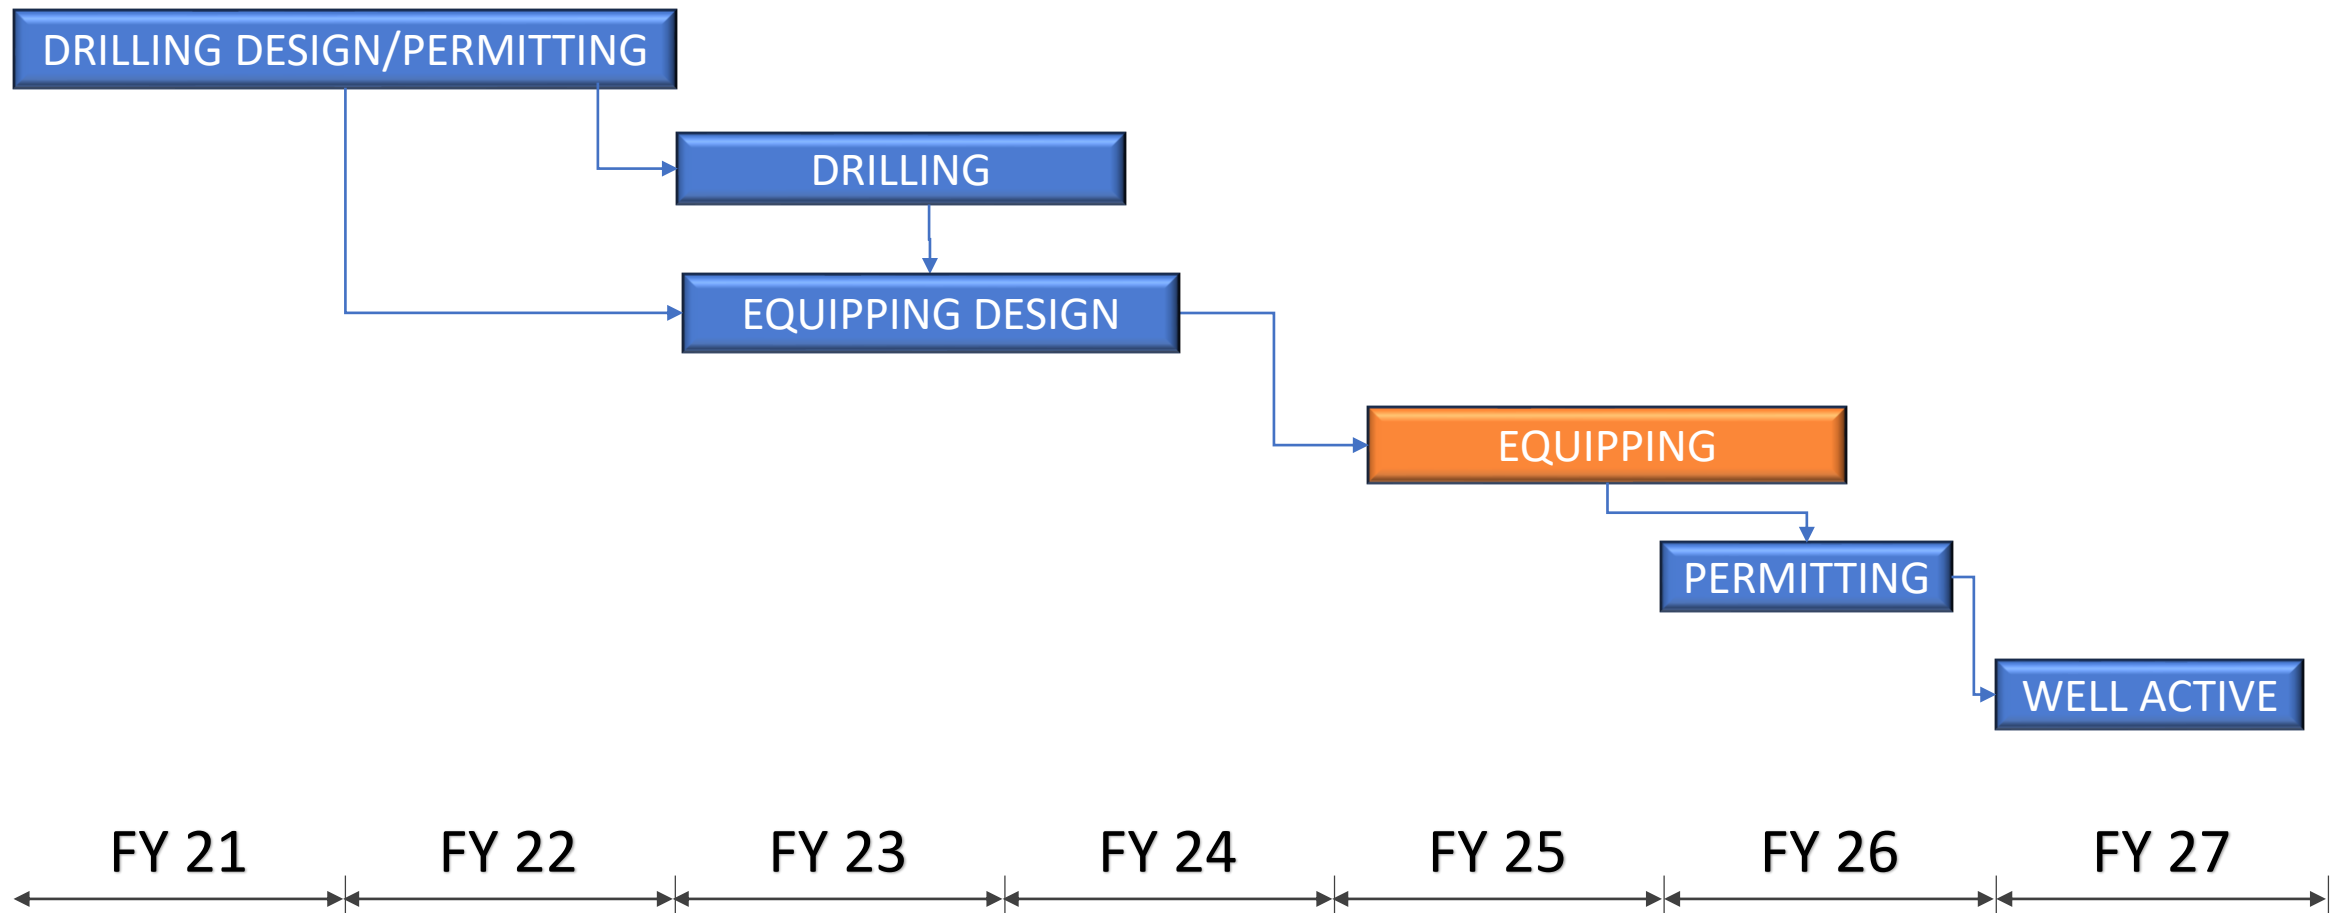 DRILLING DESIGN/PERMITTING
DRILLING
EQUIPPING DESIGN
EQUIPPING
PERMITTING
WELL ACTIVE
FY 21
FY 22
FY 23
FY 24
FY 25
FY 26
FY 27